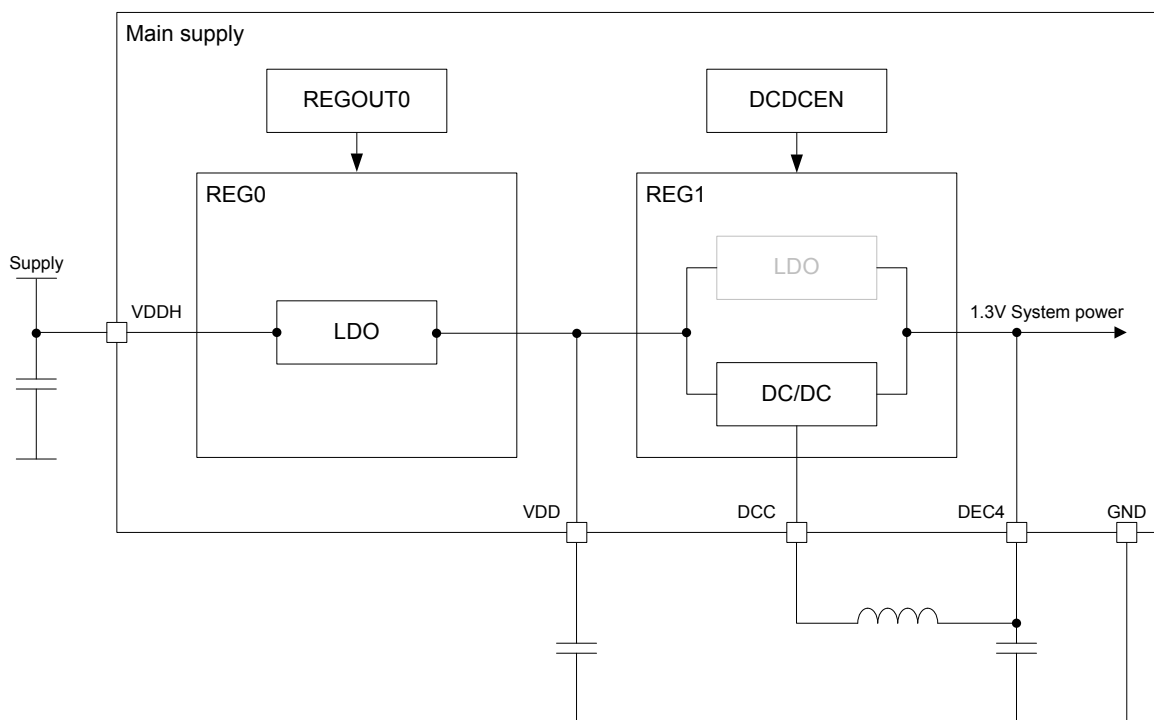 Main supply
REGOUT0
DCDCEN
REG0
REG1
Supply
VDDH
LDO
LDO
1.3V System power
DC/DC
VDD
DCC
DEC4
GND